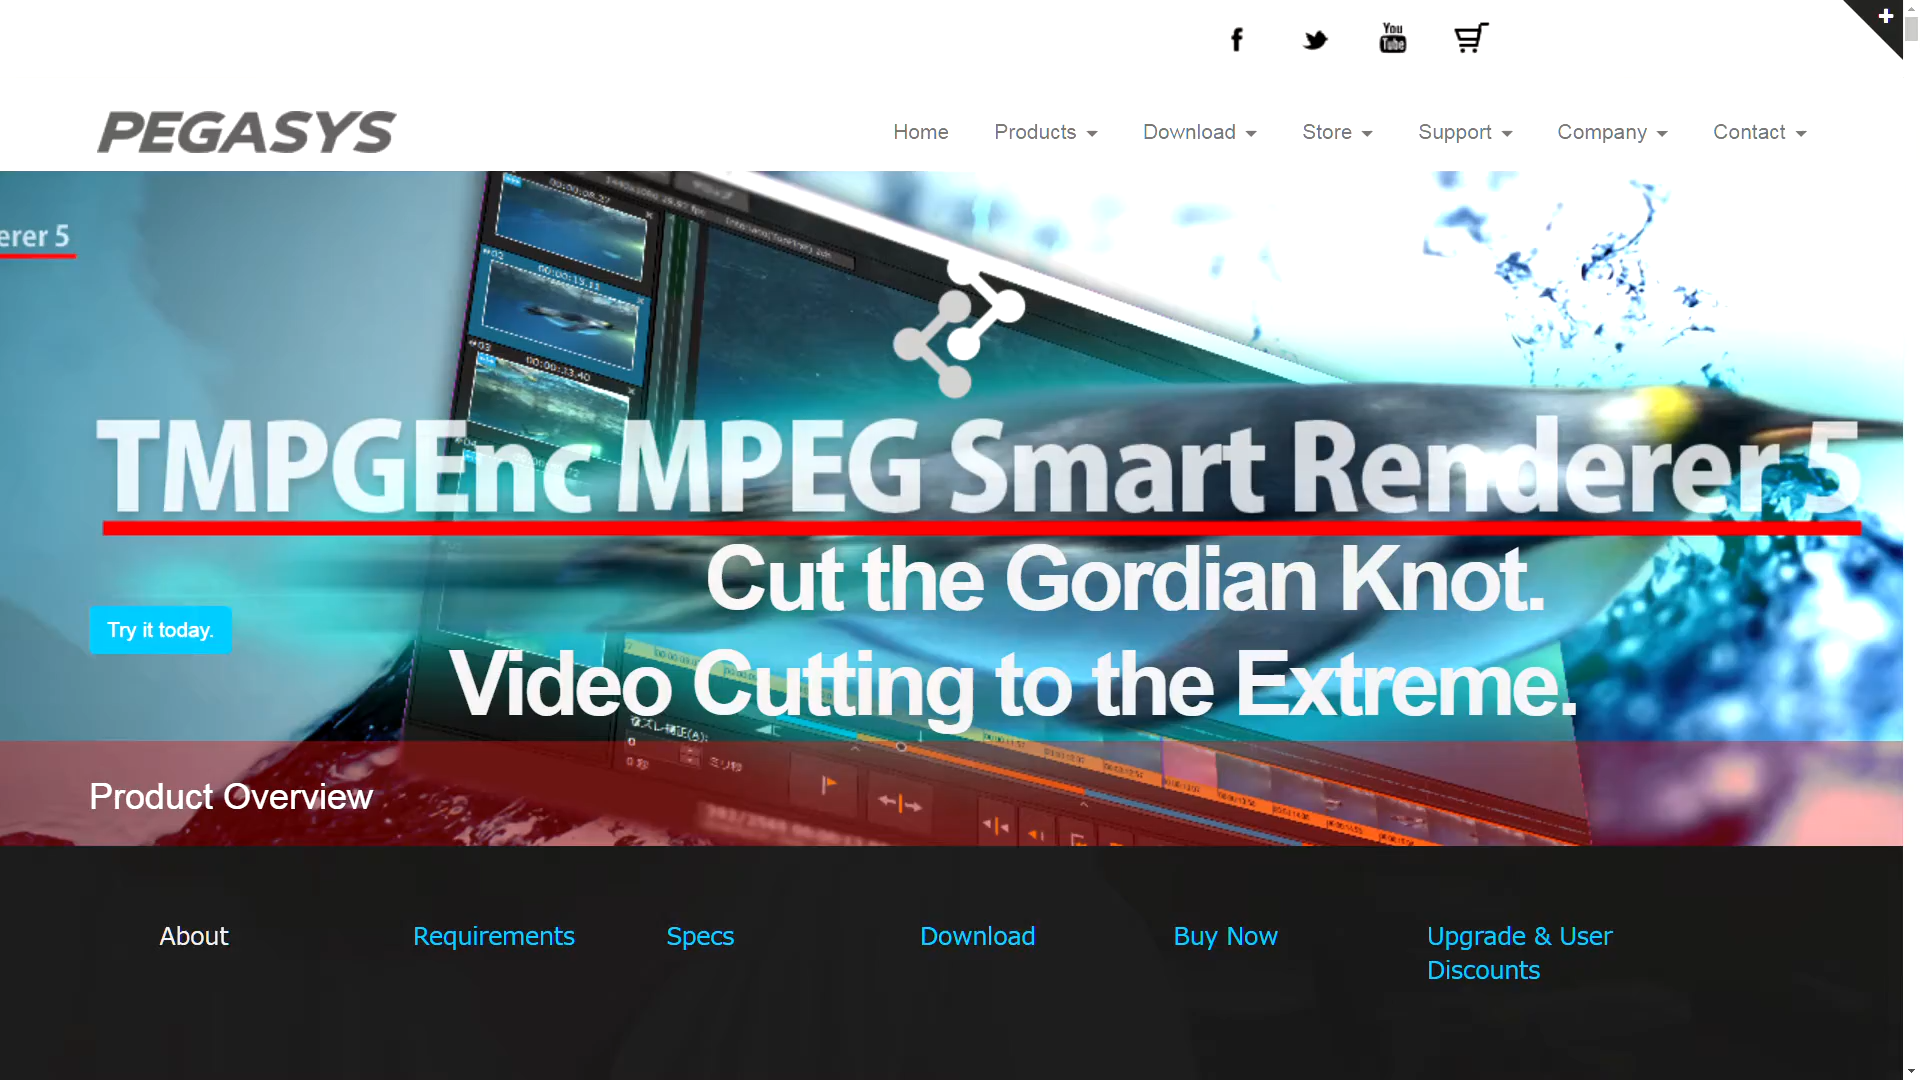 You
Tube
PEGASYS
Home
Products
Download
Store
Support
Company
Contact
erer 5
TMPGEnc MPEG Smart Renderer 5
Cut the Gordian Knot.
Video Cutting to the Extreme.
Try it today.
Product Overview
About
Requirements
Specs
Download
Buy Now
Upgrade & User
Discounts